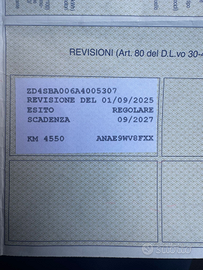 REVISIONI (Art. 80 del D.L.vo 30-4
ZD4SBA006A4005307
REVISIONE DEL 01/09/2025
ESITO REGOLARE
SCADENZA 09/2027
KM 4550 ANAE9WV8FXX